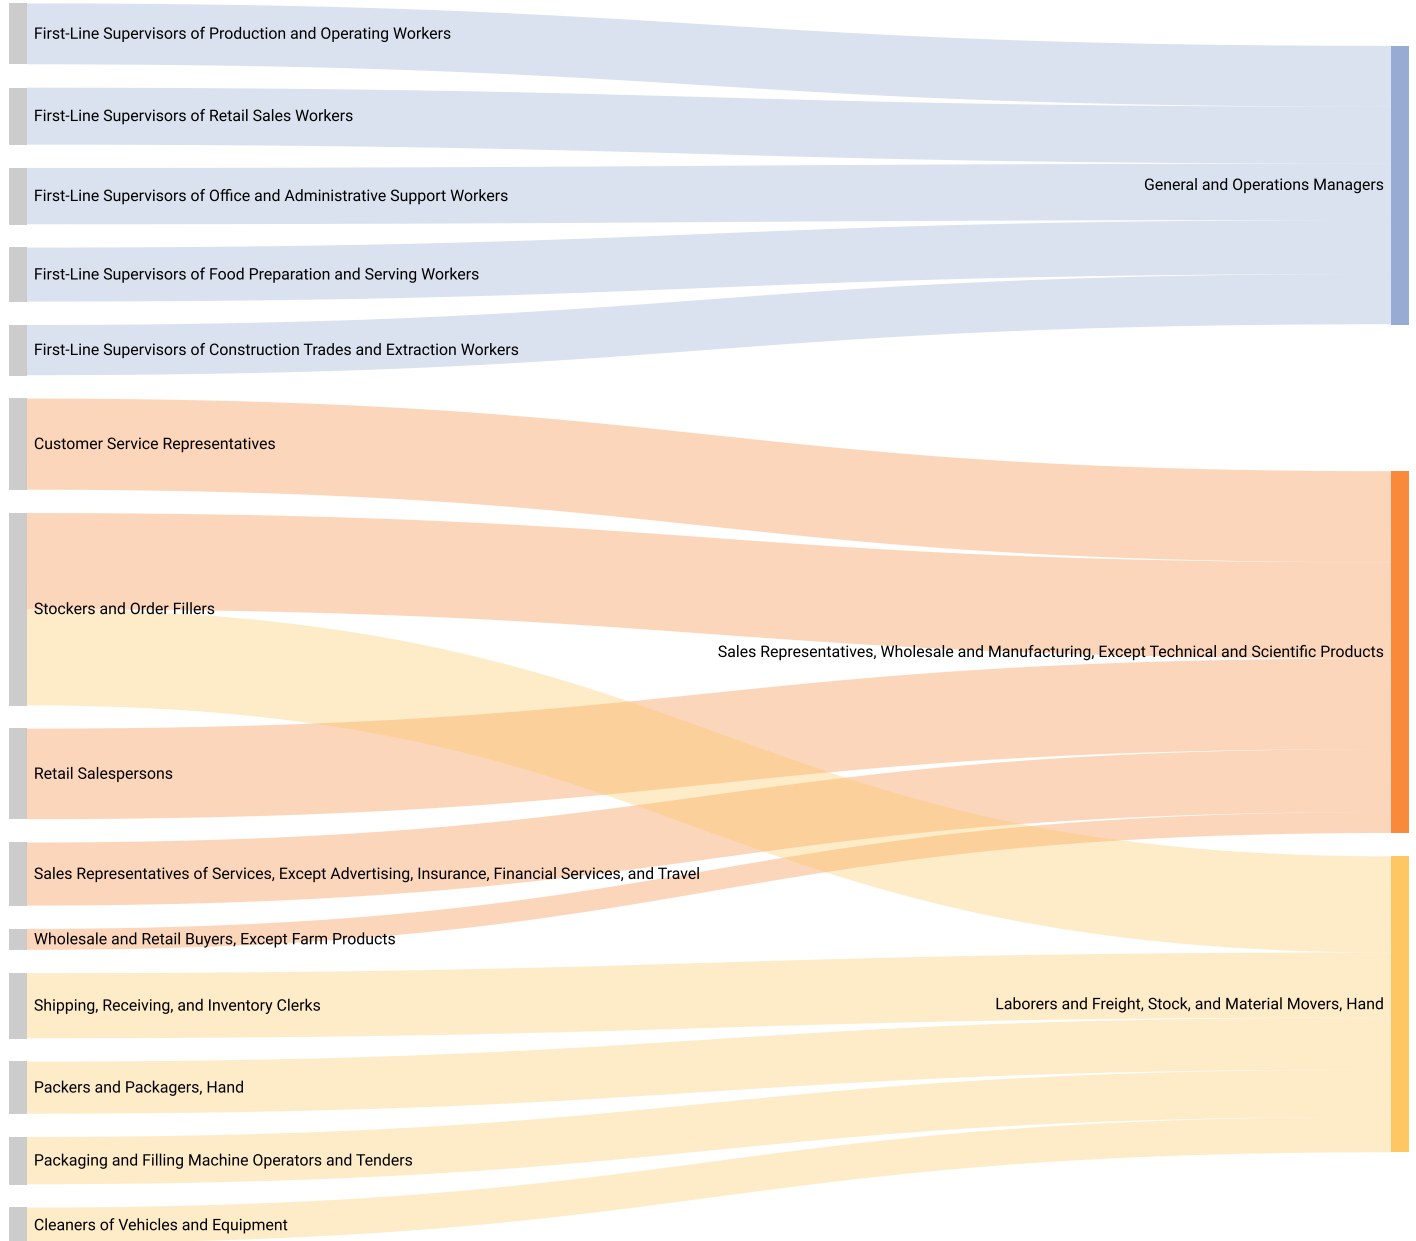 First-Line Supervisors of Production and Operating Workers
First-Line Supervisors of Retail Sales Workers
General and Operations Managers
First-Line Supervisors of Office and Administrative Support Workers
First-Line Supervisors of Food Preparation and Serving Workers
First-Line Supervisors of Construction Trades and Extraction Workers
Customer Service Representatives
Stockers and Order Fillers
Sales Representatives, Wholesale and Manufacturing, Except Technical and Scientific Products
Retail Salespersons
Sales Representatives of Services, Except Advertising, Insurance, Financial Services, and Travel
Wholesale and Retail Buyers, Except Farm Products
Shipping, Receiving, and Inventory Clerks
Laborers and Freight, Stock, and Material Movers, Hand
Packers and Packagers, Hand
Packaging and Filling Machine Operators and Tenders
Cleaners of Vehicles and Equipment